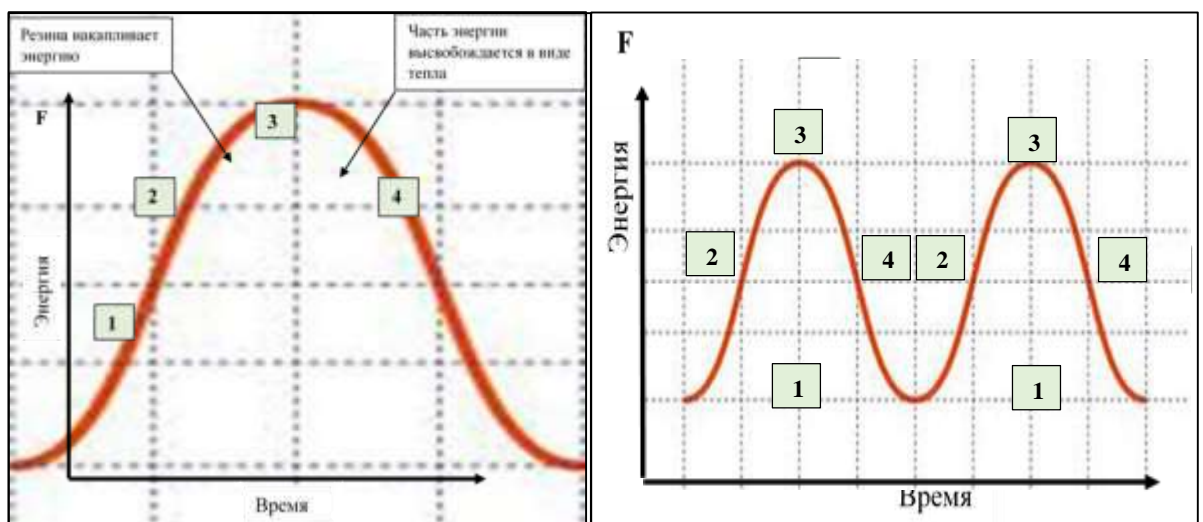 Резина накапливает
энергию
Часть энергии
высвобождается в виде
тепла
F
3
2
4
1
Энергия
Время
F
3
3
2
4
2
4
1
1
Энергия
Время